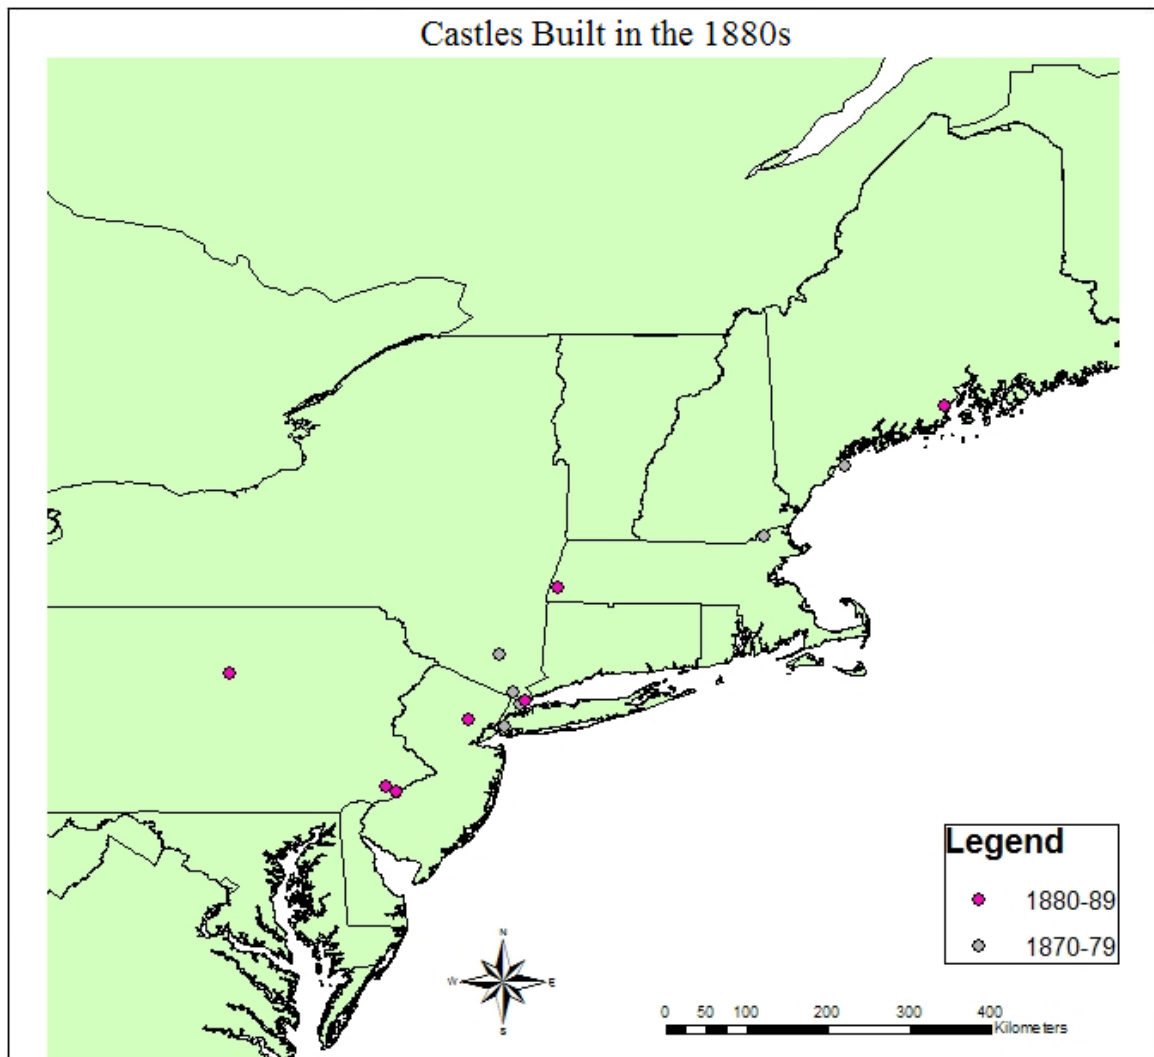 Castles Built in the 1880s
Legend
1880-89
1870-79
N
W E
S
0 50 100 200 300 400
Kilometers